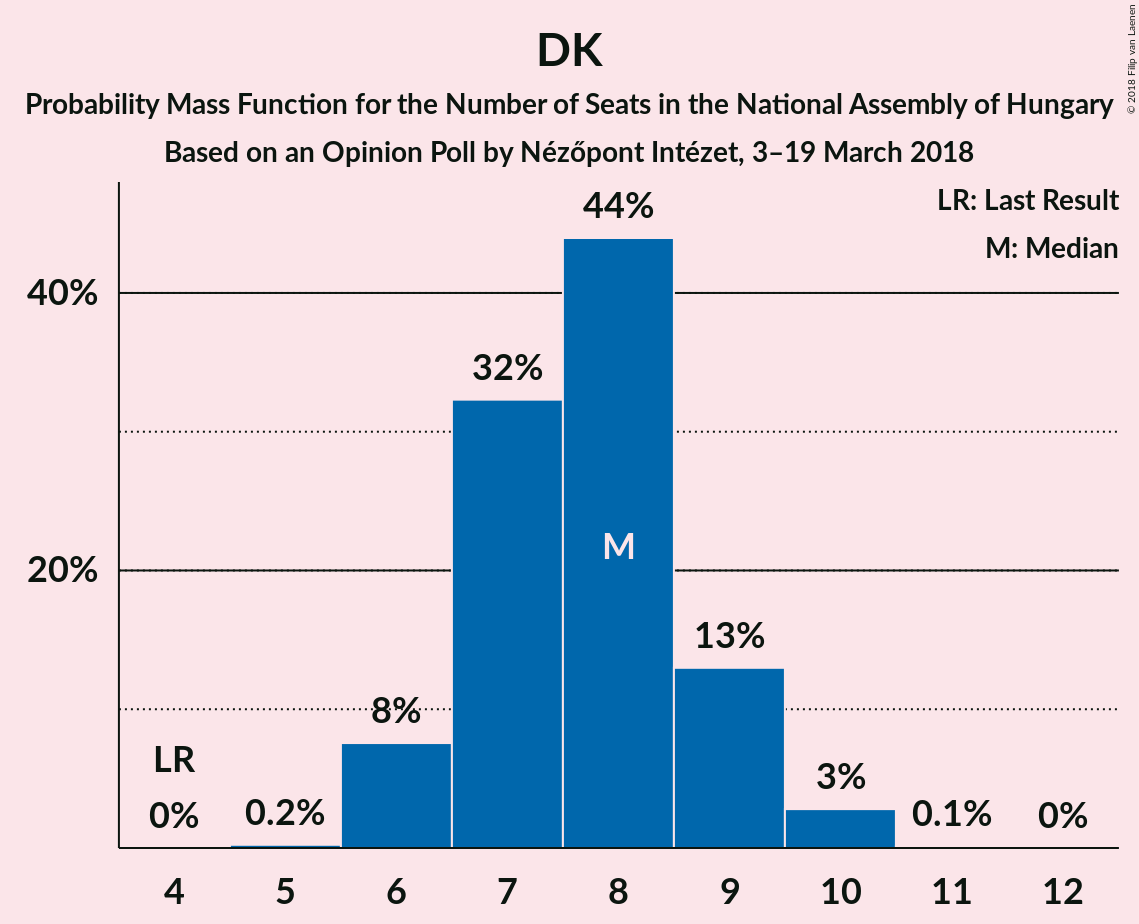 DK
Probability Mass Function for the Number of Seats in the National Assembly of Hungary
Based on an Opinion Poll by Nézőpont Intézet, 3–19 March 2018
© 2018 Filip van Laenen
LR: Last Result
M: Median
44%
40%
32%
M
20%
13%
8%
LR
3%
0% 0.2% 0.1% 0%
4 5 6 7 8 9 10 11 12